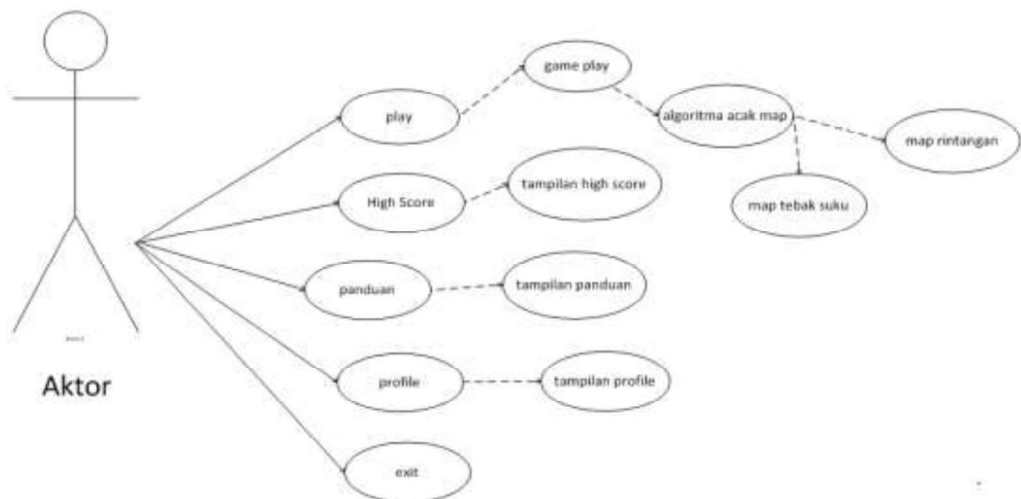 game play
play
algoritma acak map
map rintangan
High Score
tampilan high score
map tebak suku
panduan
tampilan panduan
Aktor
profile
tampilan profile
exit